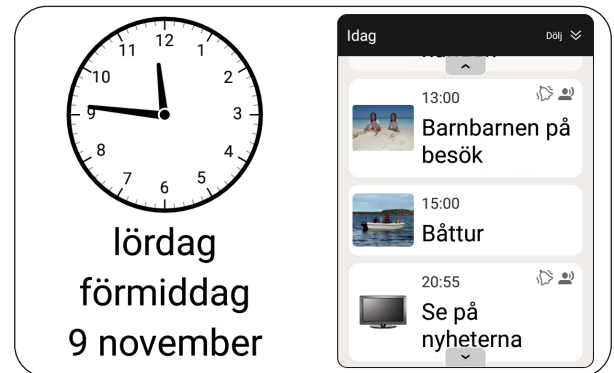 12
1
2
3
4
5
6
7
8
9
10
11
lördag
förmiddag
9 november
Idag
Dölj
13:00
Barnbarnen på
besök
15:00
Båttur
20:55
Se på
nyheterna